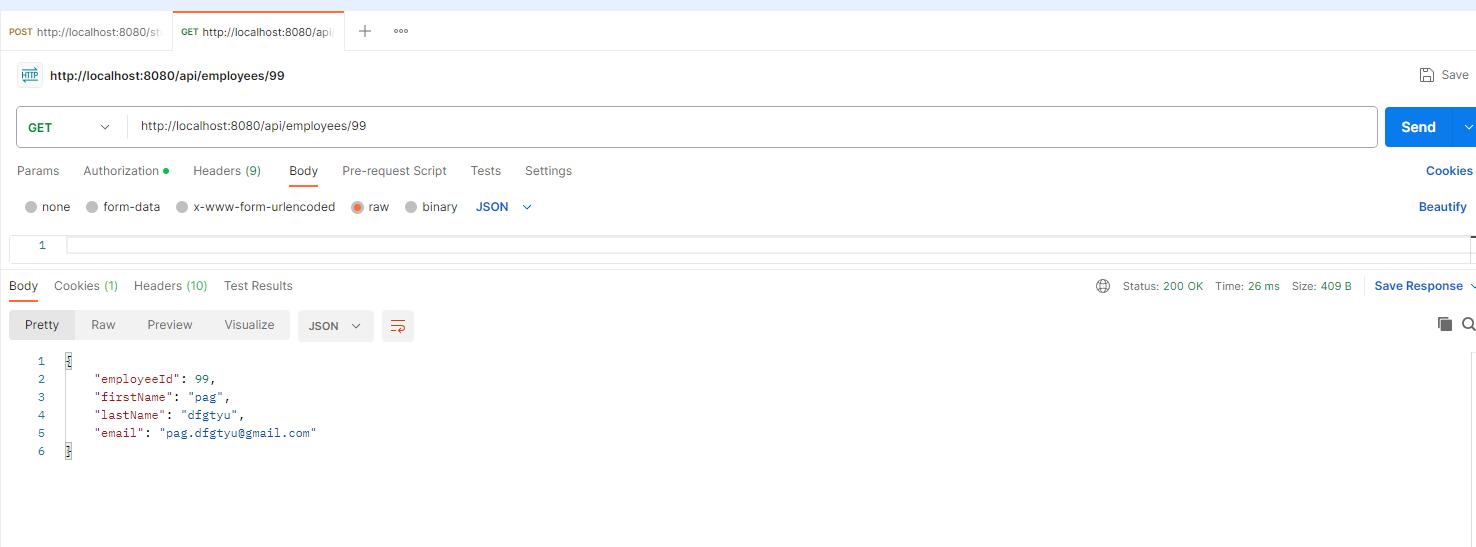 POST http://localhost:8080/st GET http://localhost:8080/api
HTTP http://localhost:8080/api/employees/99 Save
GET http://localhost:8080/api/employees/99 Send
Params Authorization Headers (9) Body Pre-request Script Tests Settings Cookies
none form-data x-www-form-urlencoded raw binary JSON Beautify
1
Body Cookies (1) Headers (10) Test Results Status: 200 OK Time: 26 ms Size: 409 B Save Response
Pretty Raw Preview Visualize JSON
1 {
2 "employeeId": 99,
3 "firstName": "pag",
4 "lastName": "dfgtyu",
5 "email": "pag.dfgtyu@gmail.com"
6 }